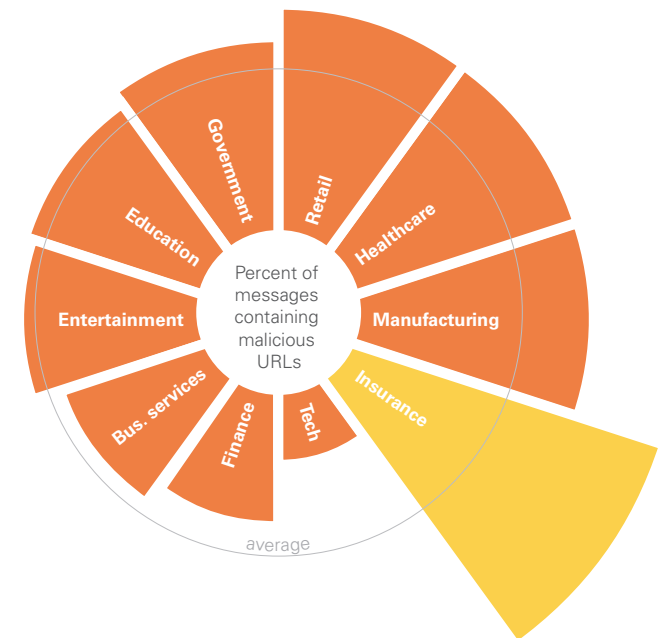 Percent of
messages
containing
malicious
URLs
Retail
Healthcare
Manufacturing
Insurance
Tech
Finance
Bus. services
Entertainment
Education
Government
average